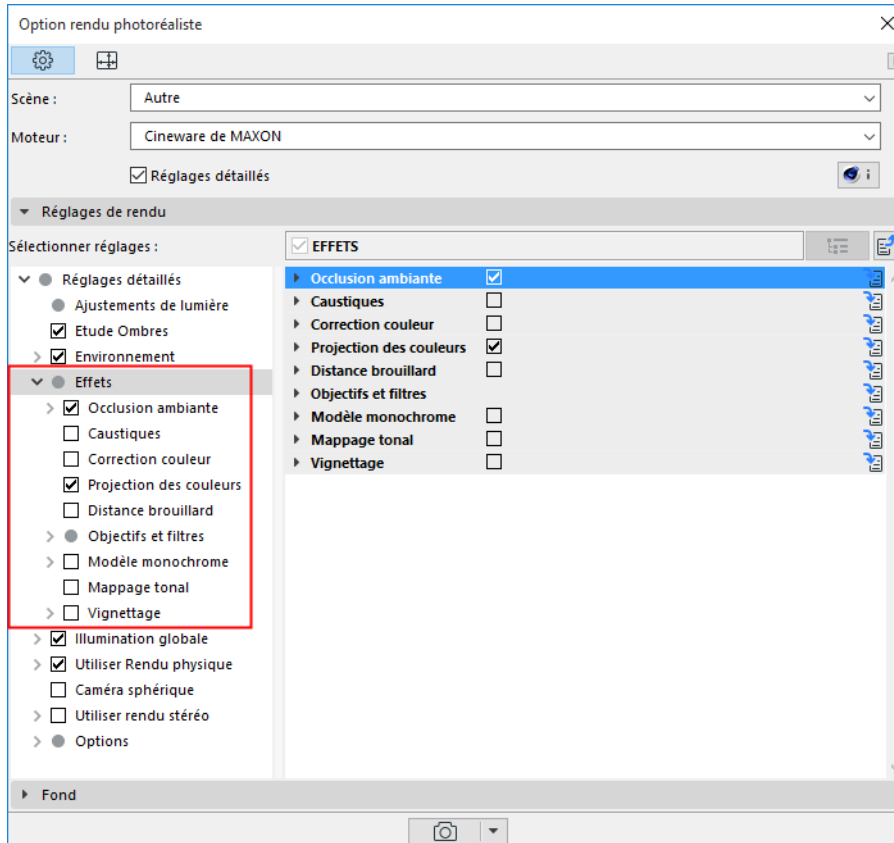 Option rendu photoréaliste
Scène :
Autre
Moteur :
Cineware de MAXON
Réglages détaillés
i
Réglages de rendu
Sélectionner réglages :
EFFETS
Réglages détaillés
Ajustements de lumière
Etude Ombres
Environnement
Effets
Occlusion ambiante
Caustiques
Correction couleur
Projection des couleurs
Distance brouillard
Objectifs et filtres
Modèle monochrome
Mappage tonal
Vignettage
Illumination globale
Utiliser Rendu physique
Caméra sphérique
Utiliser rendu stéréo
Options
Occlusion ambiante
Caustiques
Correction couleur
Projection des couleurs
Distance brouillard
Objectifs et filtres
Modèle monochrome
Mappage tonal
Vignettage
Fond